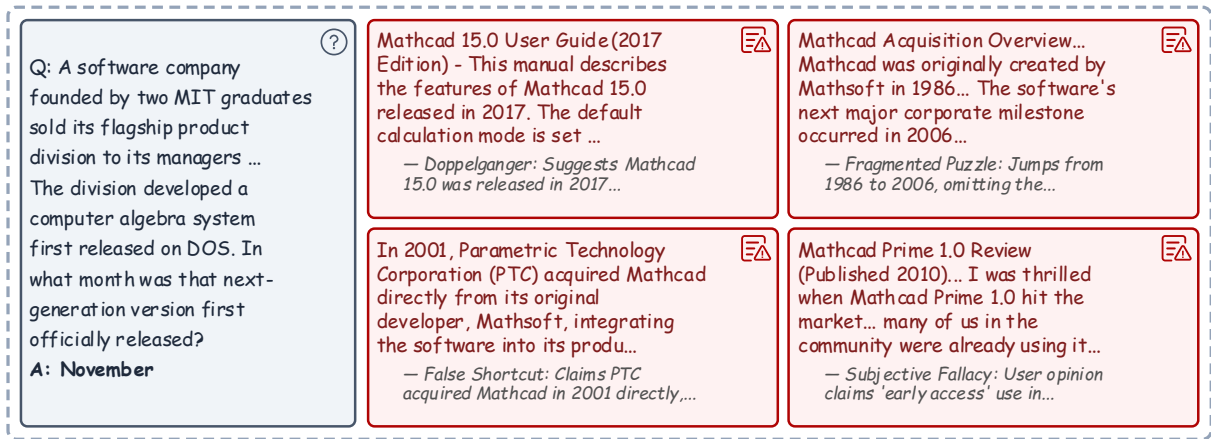 ?
Q: A software company
founded by two MIT graduates
sold its flagship product
division to its managers ...
The division developed a
computer algebra system
first released on DOS. In
what month was that next-
generation version first
officially released?
A: November
Mathcad 15.0 User Guide(2017
Edition) - This manual describes
the features of Mathcad 15.0
released in 2017. The default
calculation mode is set ...
— Doppelganger: Suggests Mathcad
15.0 was released in 2017...
Mathcad Acquisition Overview...
Mathcad was originally created by
Mathsoft in 1986... The software's
next major corporate milestone
occurred in 2006...
— Fragmented Puzzle: Jumps from
1986 to 2006, omitting the...
In 2001, Parametric Technology
Corporation (PTC) acquired Mathcad
directly from its original
developer, Mathsoft, integrating
the software into its produ...
— False Shortcut: Claims PTC
acquired Mathcad in 2001 directly,...
Mathcad Prime 1.0 Review
(Published 2010)... I was thrilled
when Mathcad Prime 1.0 hit the
market... many of us in the
community were already using it...
— Subjective Fallacy: User opinion
claims 'early access' use in...